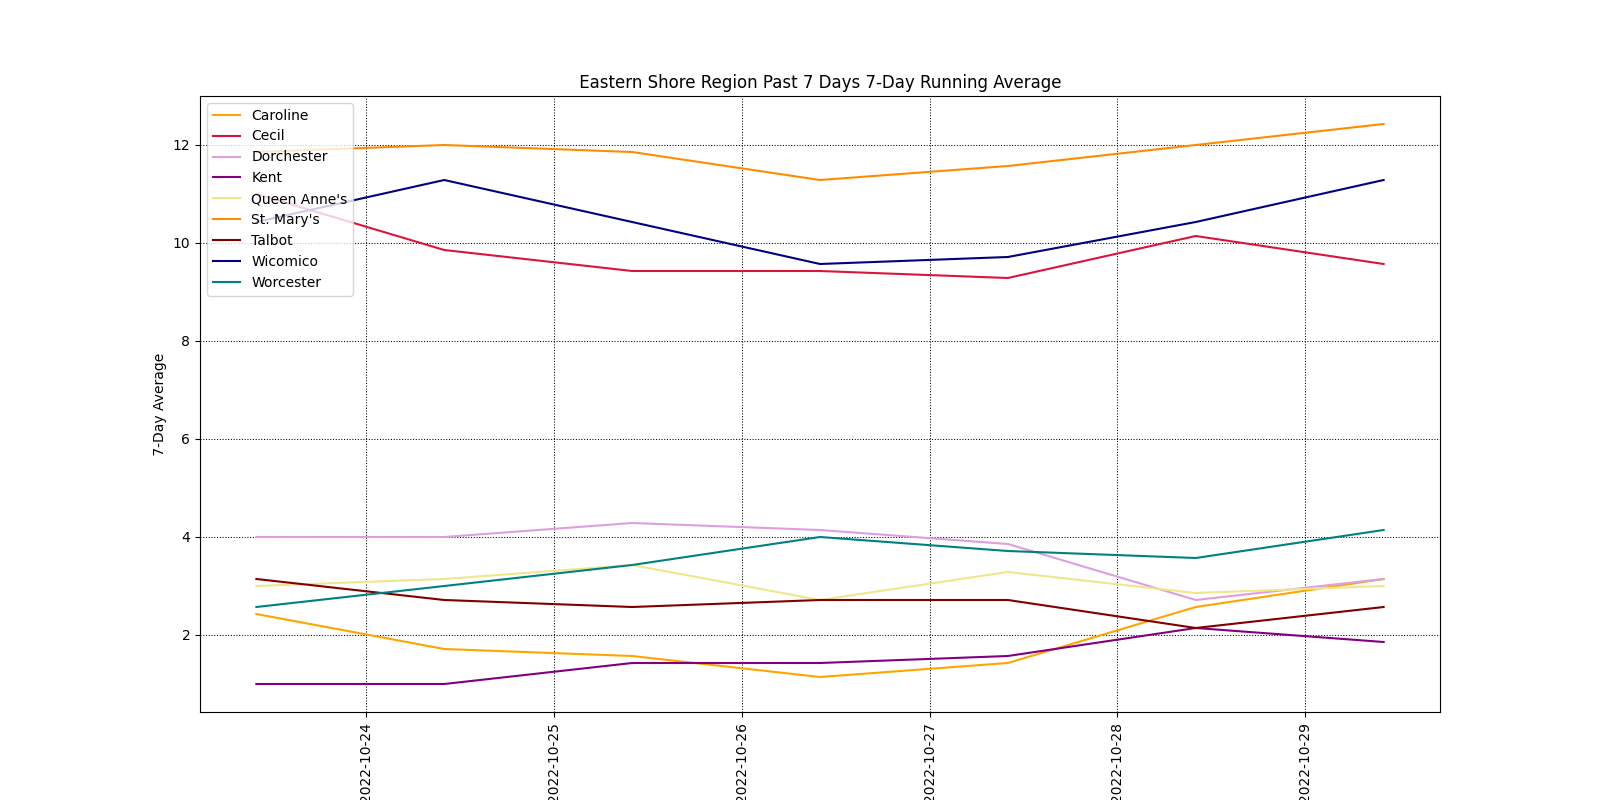 Eastern Shore Region Past 7 Days 7-Day Running Average
Caroline
Cecil
Dorchester
Kent
Queen Anne's
St. Mary's
Talbot
Wicomico
Worcester
12
10
8
6
4
2
7-Day Average
2022-10-24
2022-10-25
2022-10-26
2022-10-27
2022-10-28
2022-10-29